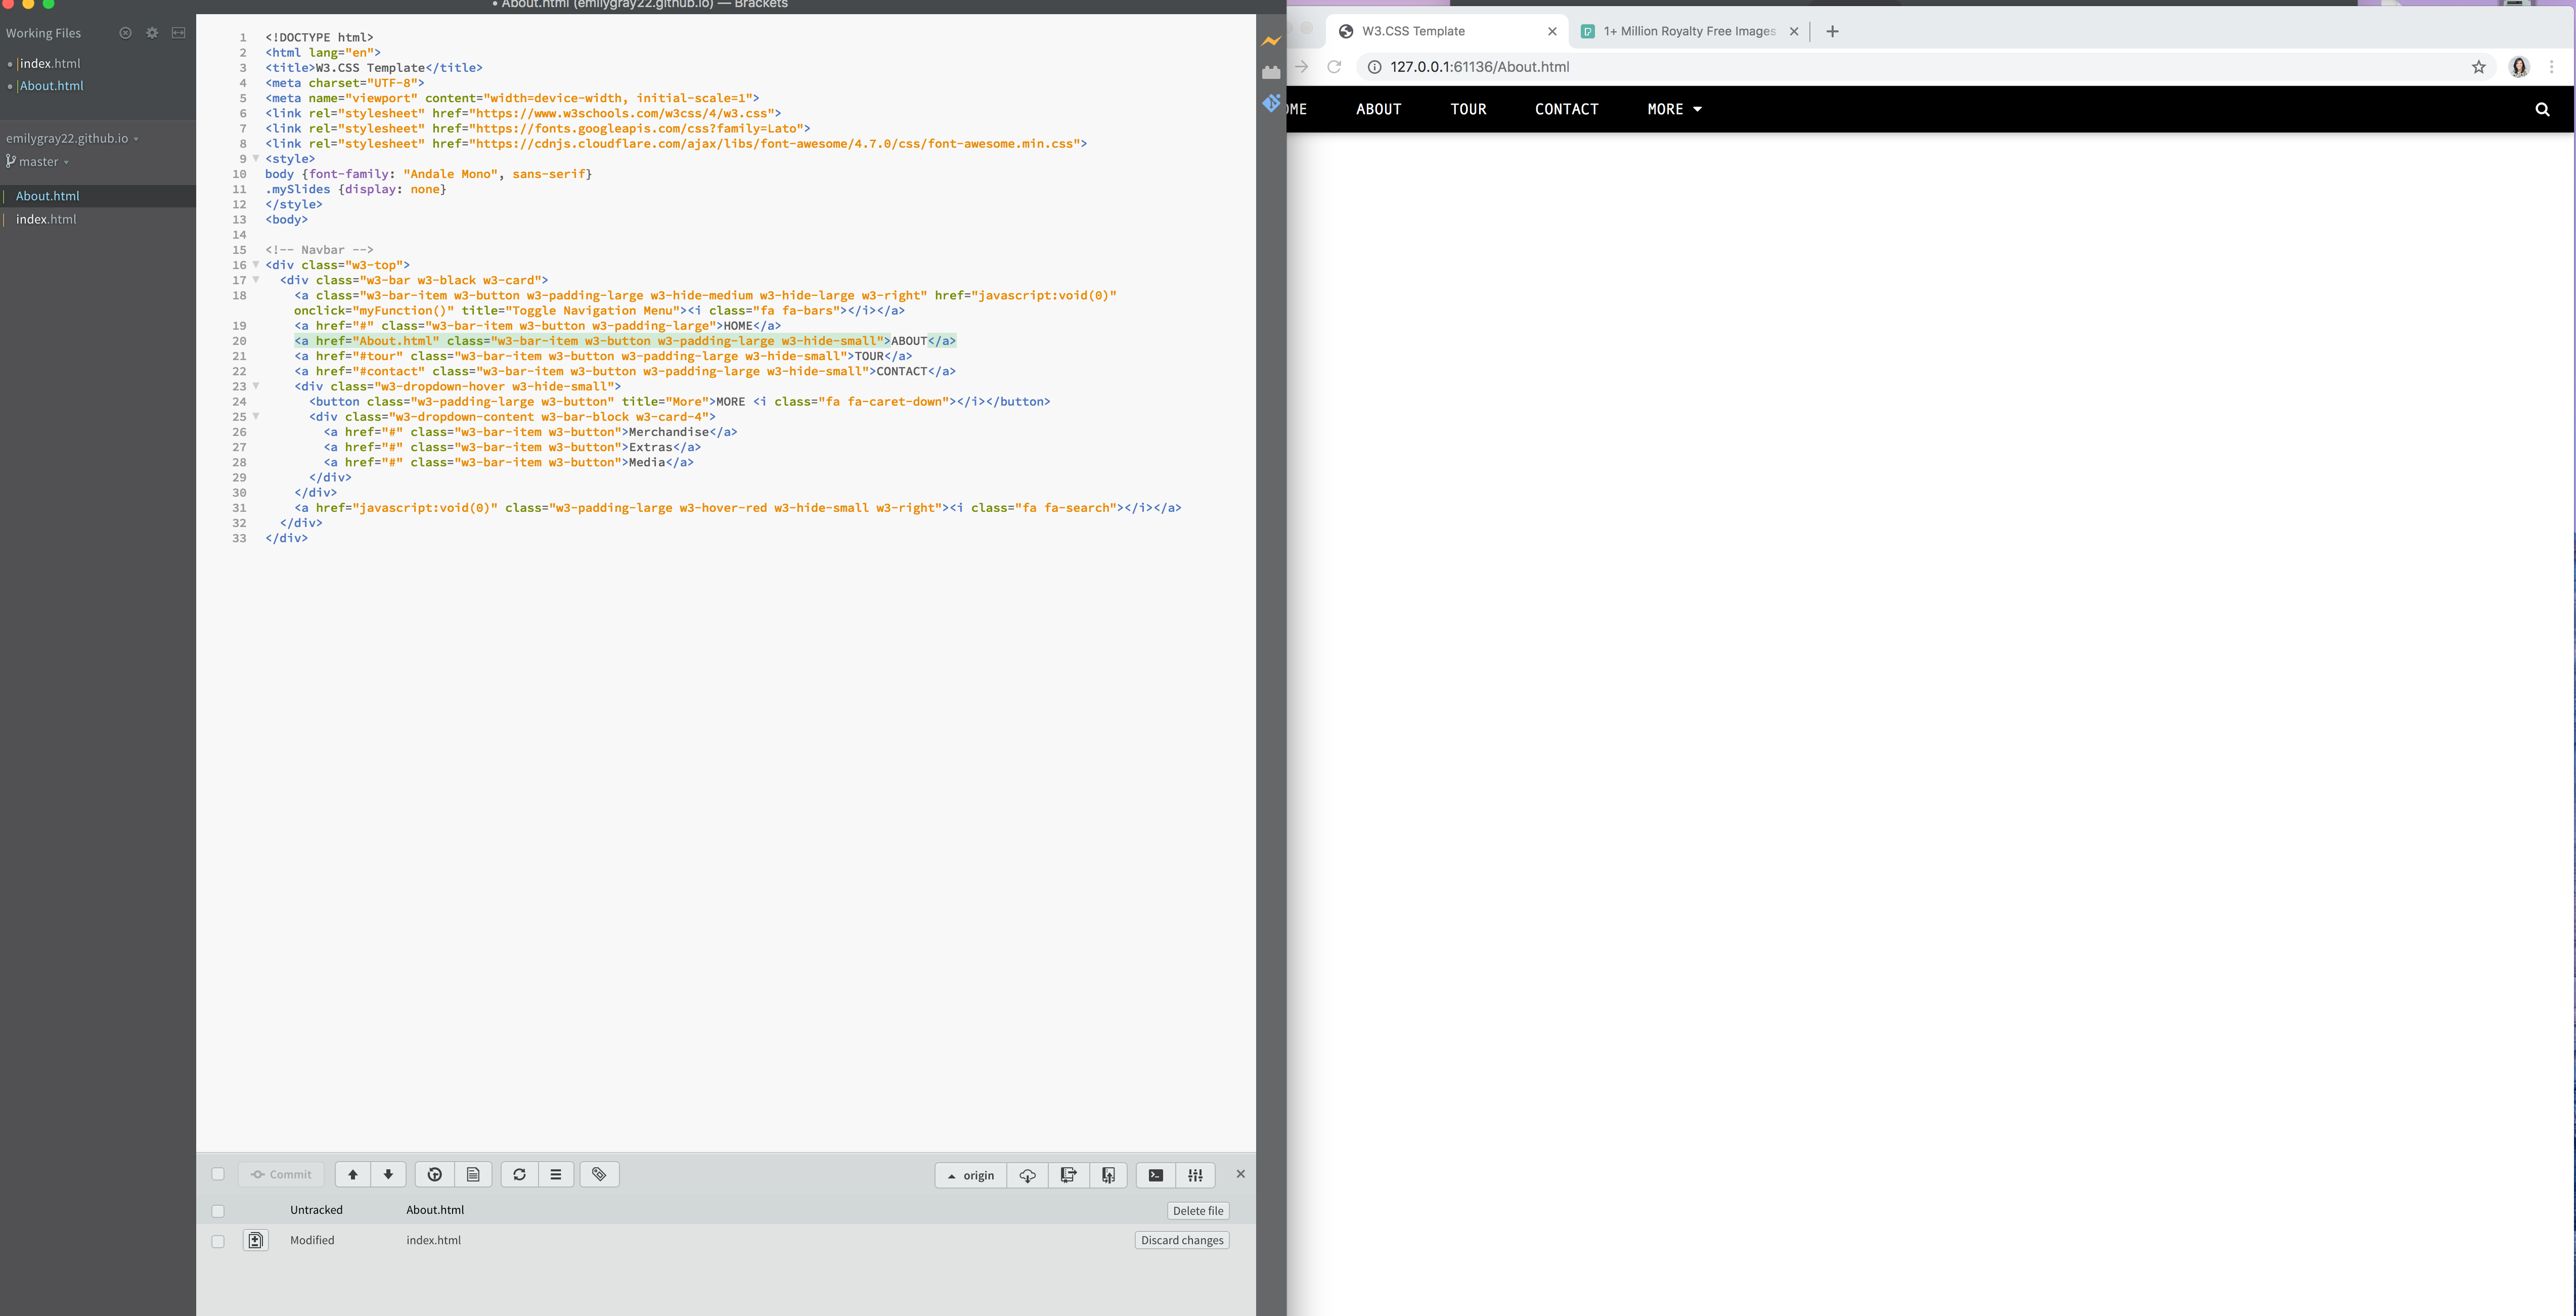 • About.html (emilygray22.github.io) — Brackets
Working Files
index.html
About.html
emilygray22.github.io
master
About.html
index.html
1 <!DOCTYPE html>
2 <html lang="en">
3 <title>W3.CSS Template</title>
4 <meta charset="UTF-8">
5 <meta name="viewport" content="width=device-width, initial-scale=1">
6 <link rel="stylesheet" href="https://www.w3schools.com/w3css/4/w3.css">
7 <link rel="stylesheet" href="https://fonts.googleapis.com/css?family=Lato">
8 <link rel="stylesheet" href="https://cdnjs.cloudflare.com/ajax/libs/font-awesome/4.7.0/css/font-awesome.min.css">
9 <style>
10 body {font-family: "Andale Mono", sans-serif}
11 .mySlides {display: none}
12 </style>
13 <body>
14
15 <!-- Navbar -->
16 <div class="w3-top">
17 <div class="w3-bar w3-black w3-card">
18 <a class="w3-bar-item w3-button w3-padding-large w3-hide-medium w3-hide-large w3-right" href="javascript:void(0)"
onclick="myFunction()" title="Toggle Navigation Menu"><i class="fa fa-bars"></i></a>
19 <a href="#" class="w3-bar-item w3-button w3-padding-large">HOME</a>
20 <a href="About.html" class="w3-bar-item w3-button w3-padding-large w3-hide-small">ABOUT</a>
21 <a href="#tour" class="w3-bar-item w3-button w3-padding-large w3-hide-small">TOUR</a>
22 <a href="#contact" class="w3-bar-item w3-button w3-padding-large w3-hide-small">CONTACT</a>
23 <div class="w3-dropdown-hover w3-hide-small">
24 <button class="w3-padding-large w3-button" title="More">MORE <i class="fa fa-caret-down"></i></button>
25 <div class="w3-dropdown-content w3-bar-block w3-card-4">
26 <a href="#" class="w3-bar-item w3-button">Merchandise</a>
27 <a href="#" class="w3-bar-item w3-button">Extras</a>
28 <a href="#" class="w3-bar-item w3-button">Media</a>
29 </div>
30 </div>
31 <a href="javascript:void(0)" class="w3-padding-large w3-hover-red w3-hide-small w3-right"><i class="fa fa-search"></i></a>
32 </div>
33 </div>
Commit
origin
Untracked About.html Delete file
Modified index.html Discard changes
W3.CSS Template
1+ Million Royalty Free Images
127.0.0.1:61136/About.html
OME ABOUT TOUR CONTACT MORE